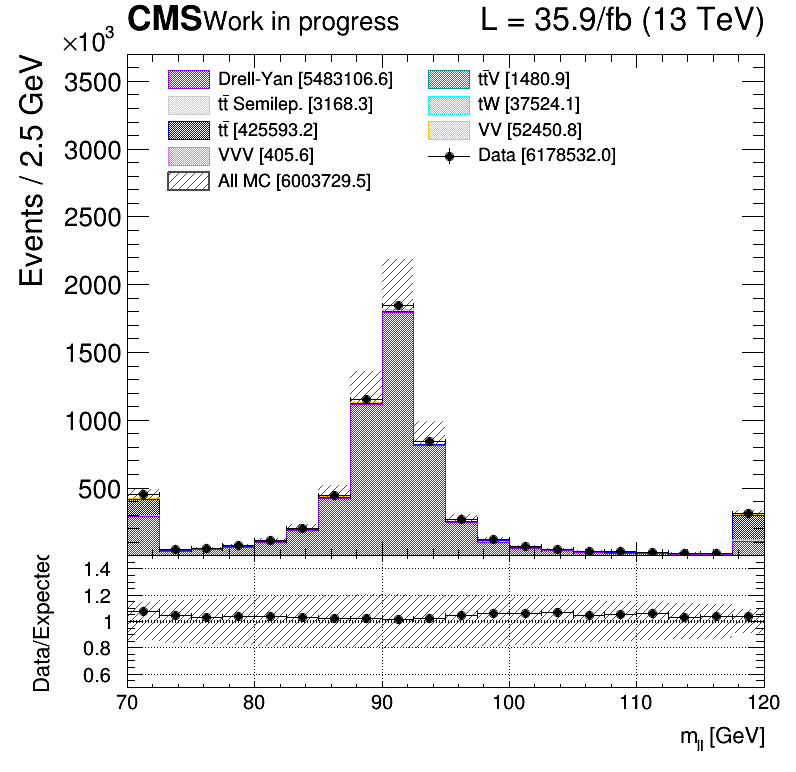 CMS Work in progress L = 35.9/fb (13 TeV)
×10³
Events / 2.5 GeV
3500
3000
2500
2000
1500
1000
500
Drell-Yan [5483106.6]
tt̄ Semilep. [3168.3]
tt̄ [425593.2]
VVV [405.6]
All MC [6003729.5]
tt̄V [1480.9]
tW [37524.1]
VV [52450.8]
Data [6178532.0]
Data/Expected
1.4
1.2
1
0.8
0.6
70 80 90 100 110 120
m_ll [GeV]